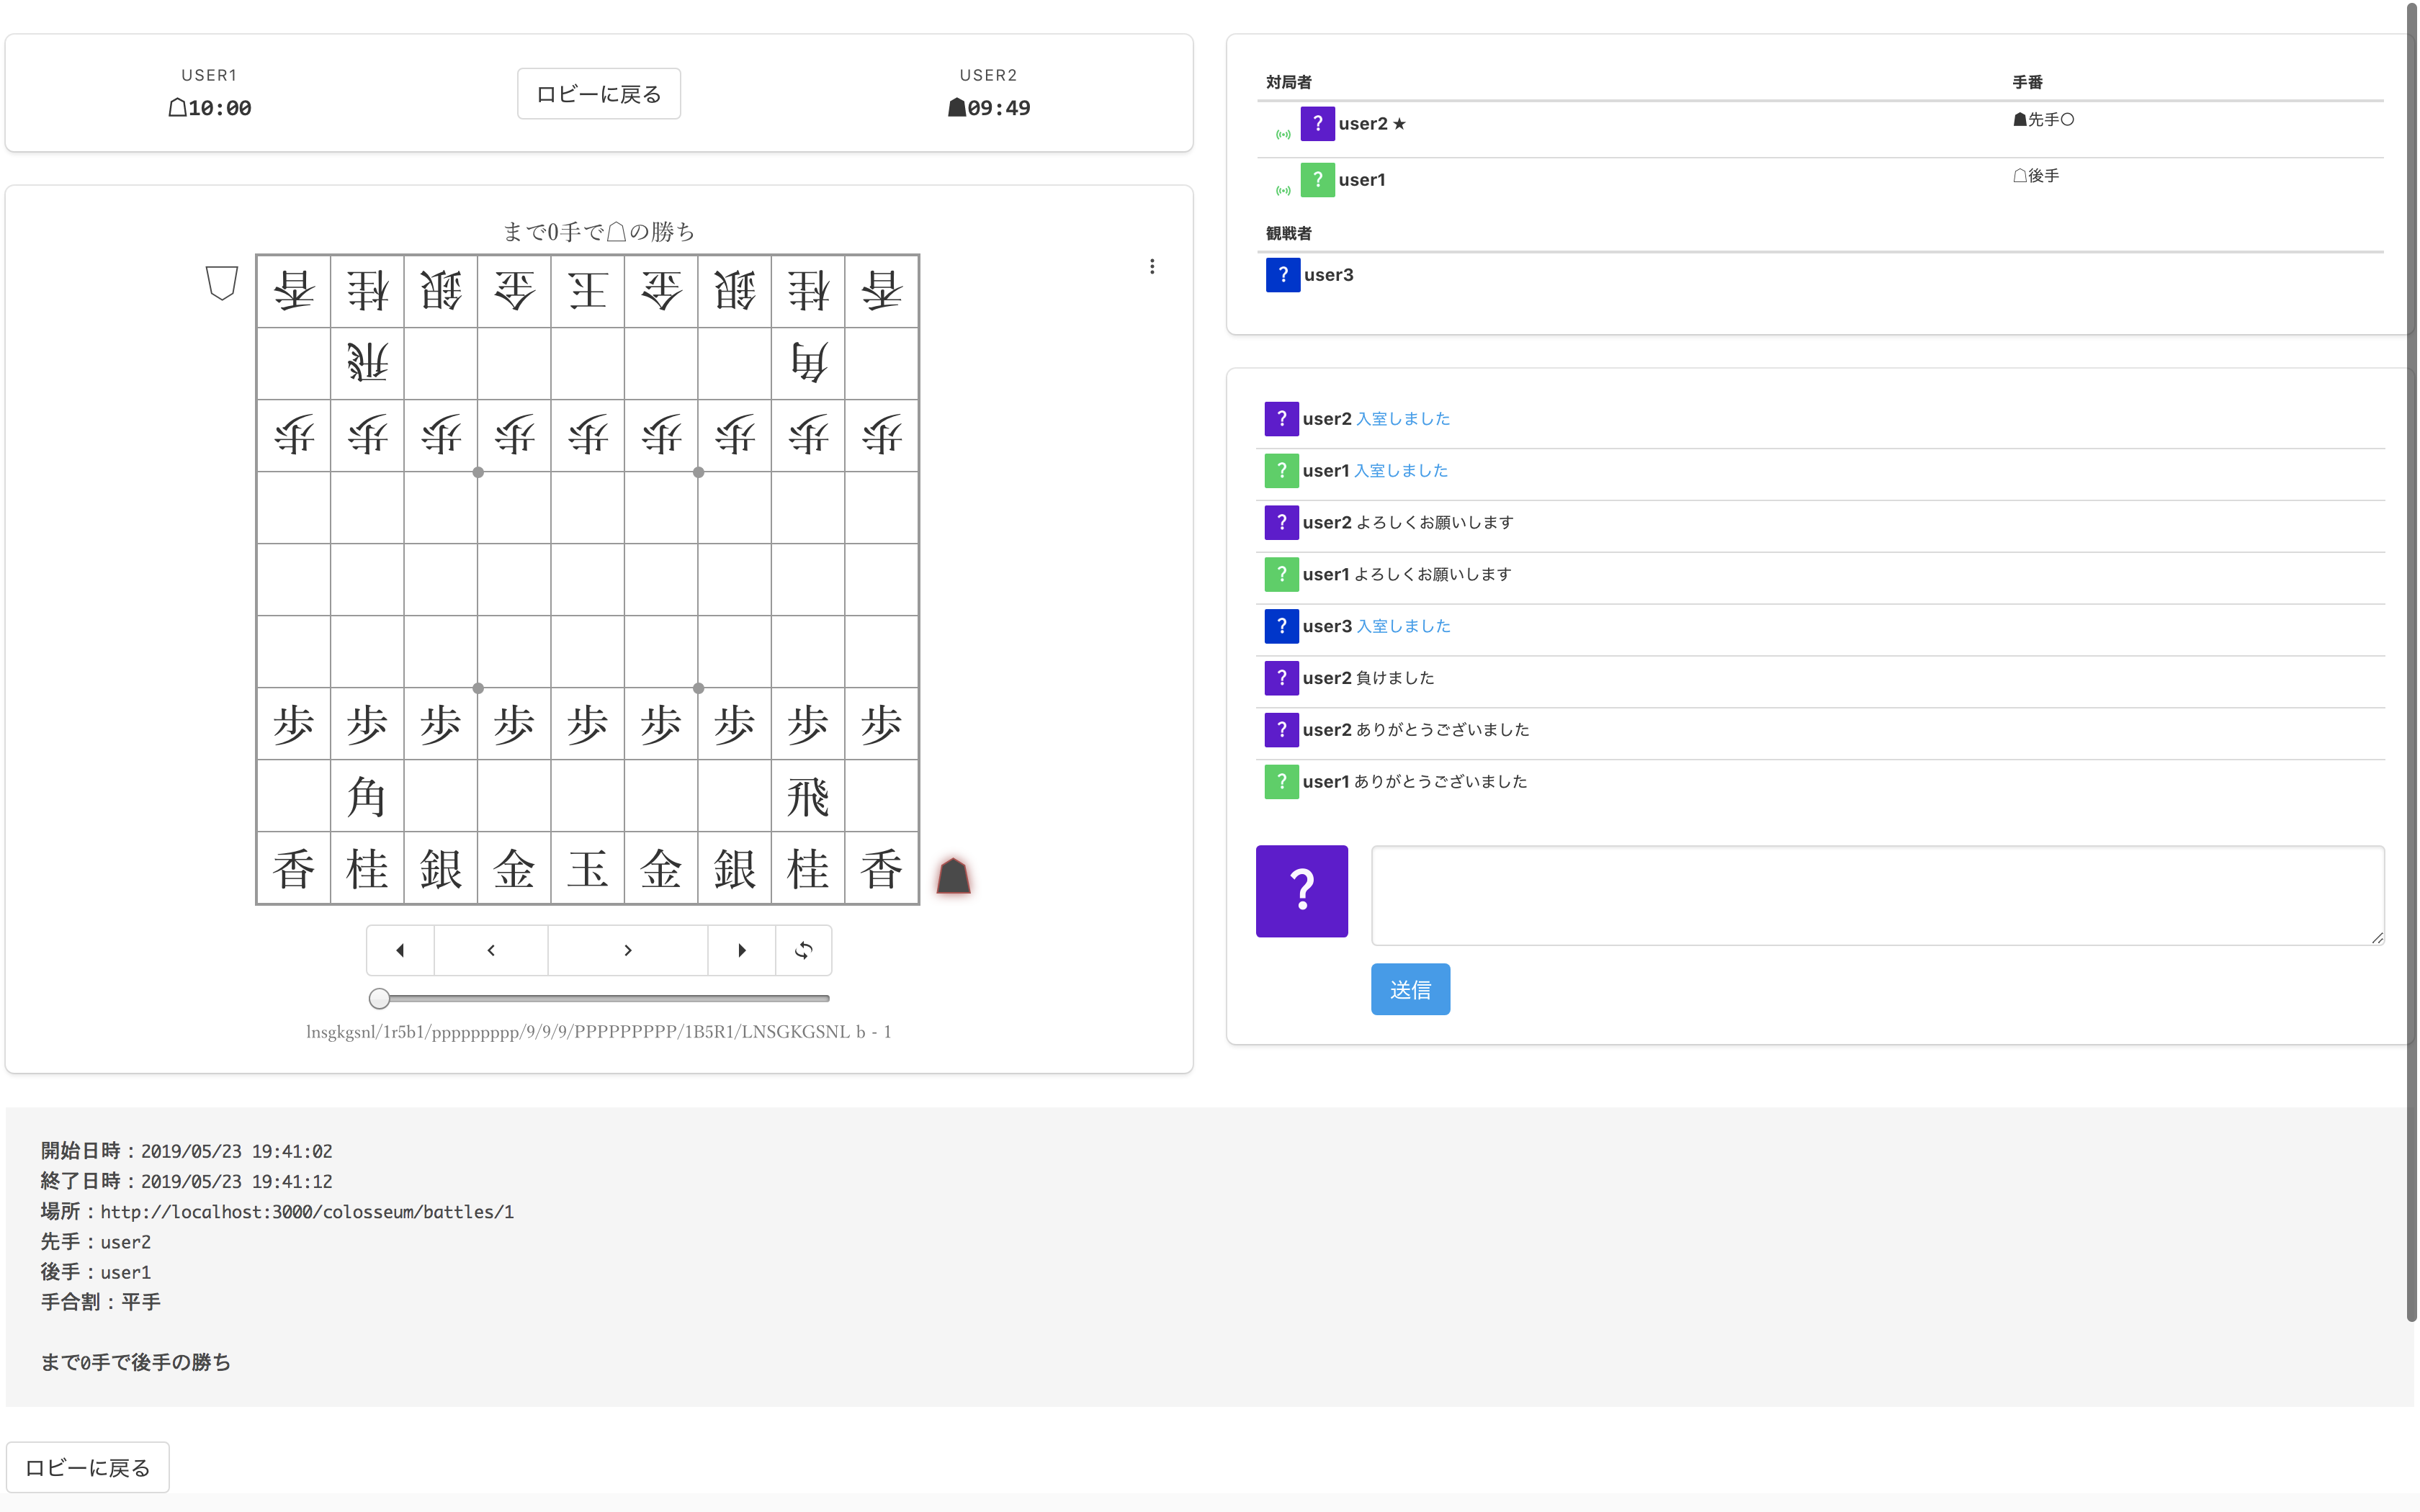 USER1
☖10:00
ロビーに戻る
USER2
☗09:49
まで0手で☖の勝ち
香桂銀金王金銀桂香
飛角
歩歩歩歩歩歩歩歩歩
歩歩歩歩歩歩歩歩歩
角飛
香桂銀金玉金銀桂香
lnsgkgsnl/1r5b1/ppppppppp/9/9/9/PPPPPPPPP/1B5R1/LNSGKGSNL b - 1
対局者 手番
? user2 ★ ☗先手〇
? user1 ☖後手
観戦者
? user3
? user2 入室しました
? user1 入室しました
? user2 よろしくお願いします
? user1 よろしくお願いします
? user3 入室しました
? user2 負けました
? user2 ありがとうございました
? user1 ありがとうございました
?
送信
開始日時：2019/05/23 19:41:02
終了日時：2019/05/23 19:41:12
場所：http://localhost:3000/colosseum/battles/1
先手：user2
後手：user1
手合割：平手
まで0手で後手の勝ち
ロビーに戻る